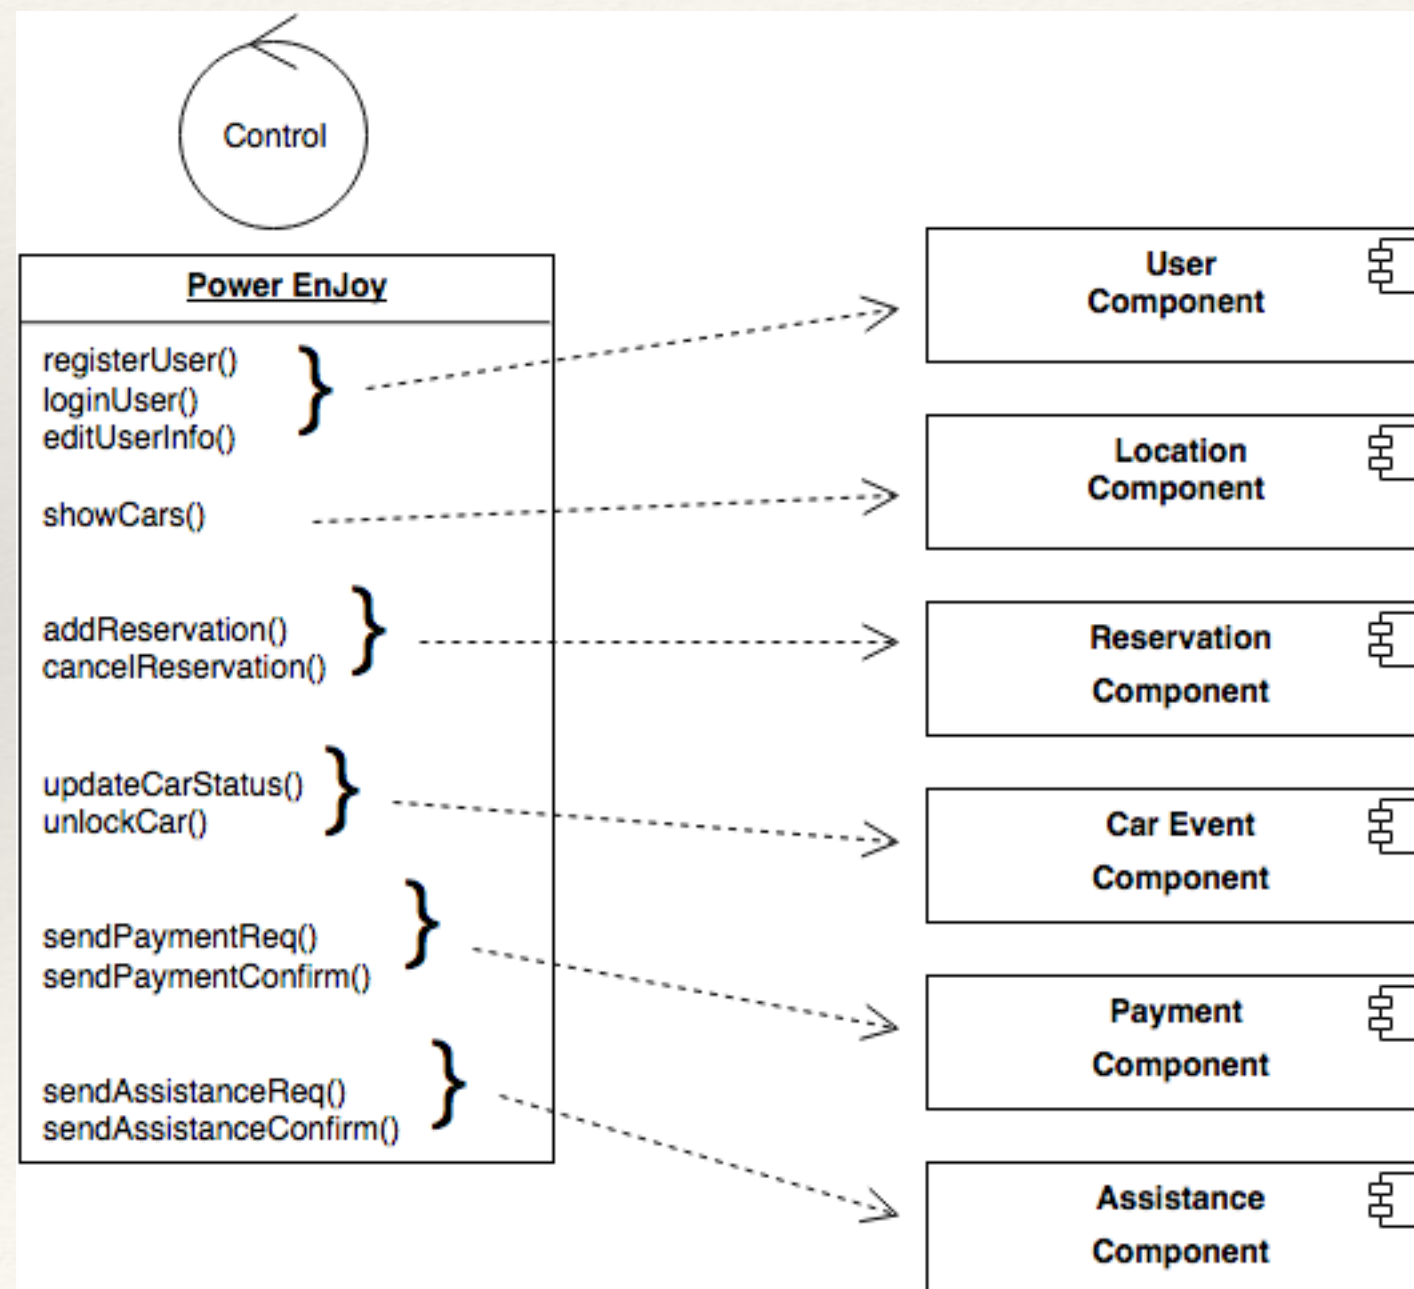 Control
Power EnJoy
registerUser()
loginUser()
editUserInfo()
showCars()
addReservation()
cancelReservation()
updateCarStatus()
unlockCar()
sendPaymentReq()
sendPaymentConfirm()
sendAssistanceReq()
sendAssistanceConfirm()
User
Component
Location
Component
Reservation
Component
Car Event
Component
Payment
Component
Assistance
Component